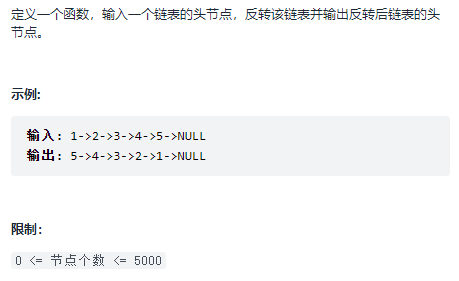 定义一个函数，输入一个链表的头节点，反转该链表并输出反转后链表的头
节点。
示例:
输入: 1->2->3->4->5->NULL
输出: 5->4->3->2->1->NULL
限制：
0 <= 节点个数 <= 5000